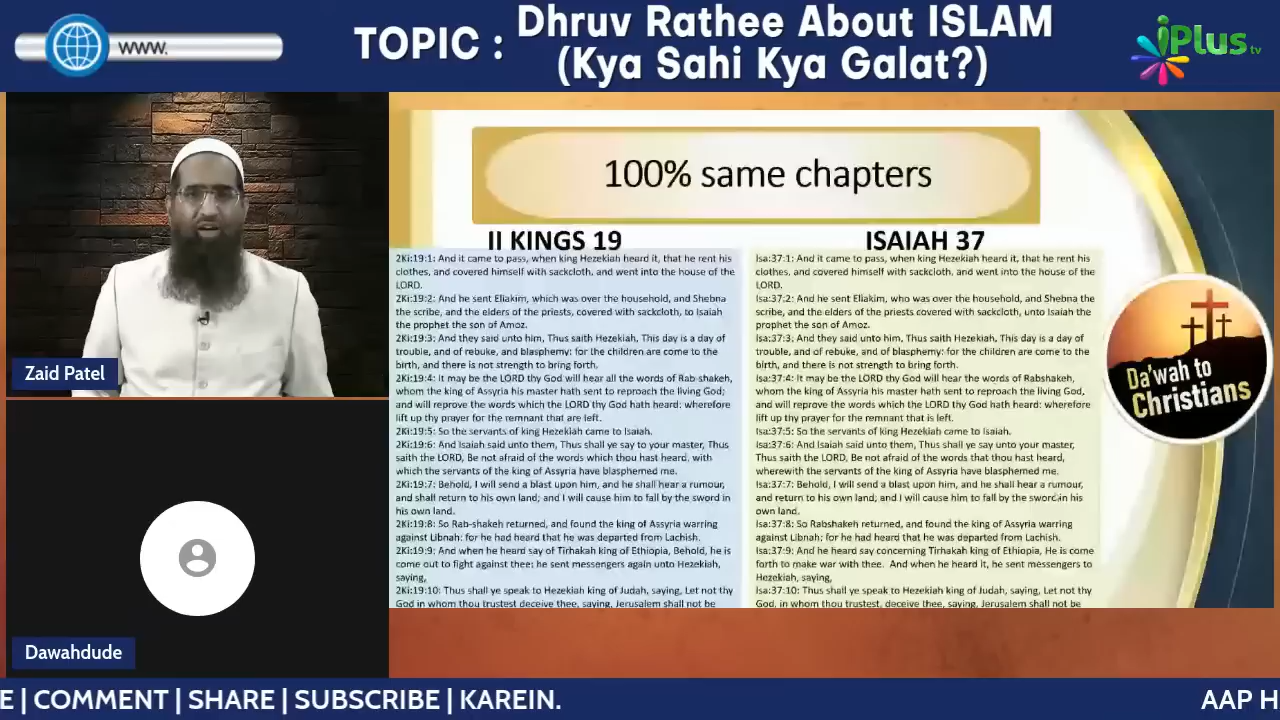 WWW.
TOPIC :
Dhruv Rathee About ISLAM
(Kya Sahi Kya Galat?)
iPlus tv
Zaid Patel
Dawahdude
100% same chapters
II KINGS 19
2Ki:19:1: And it came to pass, when king Hezekiah heard it, that he rent his
clothes, and covered himself with sackcloth, and went into the house of the
LORD.
2Ki:19:2: And he sent Eliakim, which was over the household, and Shebna
the scribe, and the elders of the priests, covered with sackcloth, to Isaiah
the prophet the son of Amoz.
2Ki:19:3: And they said unto him, Thus saith Hezekiah, This day is a day of
trouble, and of rebuke, and blasphemy: for the children are come to the
birth, and there is not strength to bring forth.
2Ki:19:4: It may be the LORD thy God will hear all the words of Rab-shakeh,
whom the king of Assyria his master hath sent to reproach the living God;
and will reprove the words which the LORD thy God hath heard: wherefore
lift up thy prayer for the remnant that are left.
2Ki:19:5: So the servants of king Hezekiah came to Isaiah.
2Ki:19:6: And Isaiah said unto them, Thus shall ye say to your master, Thus
saith the LORD, Be not afraid of the words which thou hast heard, with
which the servants of the king of Assyria have blasphemed me.
2Ki:19:7: Behold, I will send a blast upon him, and he shall hear a rumour,
and shall return to his own land; and I will cause him to fall by the sword in
his own land.
2Ki:19:8: So Rab-shakeh returned, and found the king of Assyria warring
against Libnah: for he had heard that he was departed from Lachish.
2Ki:19:9: And when he heard say of Tirhakah king of Ethiopia, Behold, he is
come out to fight against thee: he sent messengers again unto Hezekiah,
saying,
2Ki:19:10: Thus shall ye speak to Hezekiah king of Judah, saying, Let not thy
God in whom thou trustest deceive thee, saying, Jerusalem shall not be
ISAIAH 37
Isa:37:1: And it came to pass, when king Hezekiah heard it, that he rent his
clothes, and covered himself with sackcloth, and went into the house of the
LORD.
Isa:37:2: And he sent Eliakim, who was over the household, and Shebna the
scribe, and the elders of the priests covered with sackcloth, unto Isaiah the
prophet the son of Amoz.
Isa:37:3: And they said unto him, Thus saith Hezekiah, This day is a day of
trouble, and of rebuke, and of blasphemy: for the children are come to the
birth, and there is not strength to bring forth.
Isa:37:4: It may be the LORD thy God will hear the words of Rabshakeh,
whom the king of Assyria his master hath sent to reproach the living God,
and will reprove the words which the LORD thy God hath heard: wherefore
lift up thy prayer for the remnant that is left.
Isa:37:5: So the servants of king Hezekiah came to Isaiah.
Isa:37:6: And Isaiah said unto them, Thus shall ye say unto your master,
Thus saith the LORD, Be not afraid of the words that thou hast heard,
wherewith the servants of the king of Assyria have blasphemed me.
Isa:37:7: Behold, I will send a blast upon him, and he shall hear a rumour,
and return to his own land; and I will cause him to fall by the sword in his
own land.
Isa:37:8: So Rabshakeh returned, and found the king of Assyria warring
against Libnah: for he had heard that he was departed from Lachish.
Isa:37:9: And he heard say concerning Tirhakah king of Ethiopia, He is come
forth to make war with thee. And when he heard it, he sent messengers to
Hezekiah, saying,
Isa:37:10: Thus shall ye speak to Hezekiah king of Judah, saying, Let not thy
God, in whom thou trustest, deceive thee, saying, Jerusalem shall not be
Da'wah to
Christians
E | COMMENT | SHARE | SUBSCRIBE | KAREIN.
AAP H